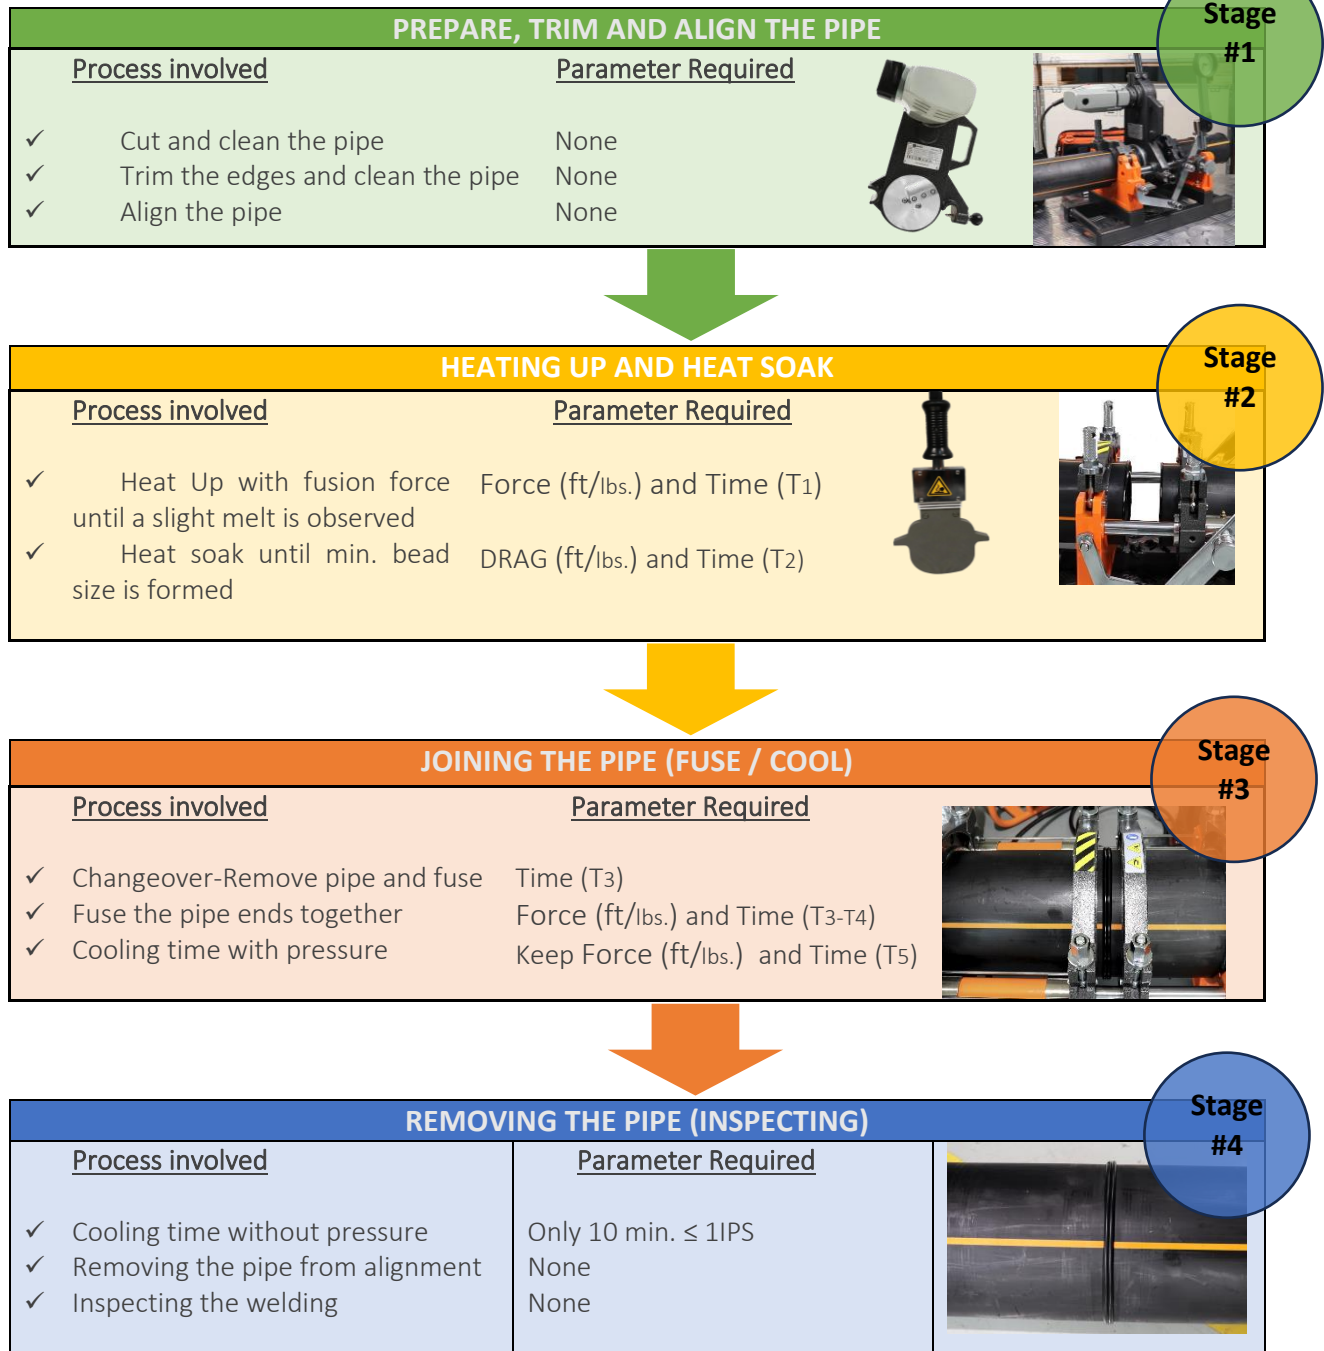 Stage
#1
PREPARE, TRIM AND ALIGN THE PIPE
Process involved Parameter Required
✓ Cut and clean the pipe None
✓ Trim the edges and clean the pipe None
✓ Align the pipe None
Stage
#2
HEATING UP AND HEAT SOAK
Process involved Parameter Required
✓ Heat Up with fusion force Force (ft/lbs.) and Time (T1)
until a slight melt is observed
✓ Heat soak until min. bead DRAG (ft/lbs.) and Time (T2)
size is formed
Stage
#3
JOINING THE PIPE (FUSE / COOL)
Process involved Parameter Required
✓ Changeover-Remove pipe and fuse Time (T3)
✓ Fuse the pipe ends together Force (ft/lbs.) and Time (T3-T4)
✓ Cooling time with pressure Keep Force (ft/lbs.) and Time (T5)
Stage
#4
REMOVING THE PIPE (INSPECTING)
Process involved Parameter Required
✓ Cooling time without pressure Only 10 min. ≤ 1IPS
✓ Removing the pipe from alignment None
✓ Inspecting the welding None